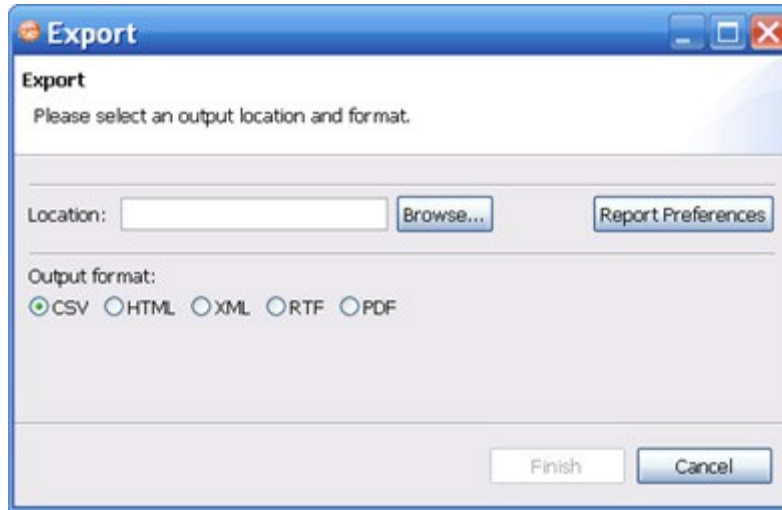 Export
Export
Please select an output location and format.
Location: Browse... Report Preferences
Output format:
CSV HTML XML RTF PDF
Finish Cancel